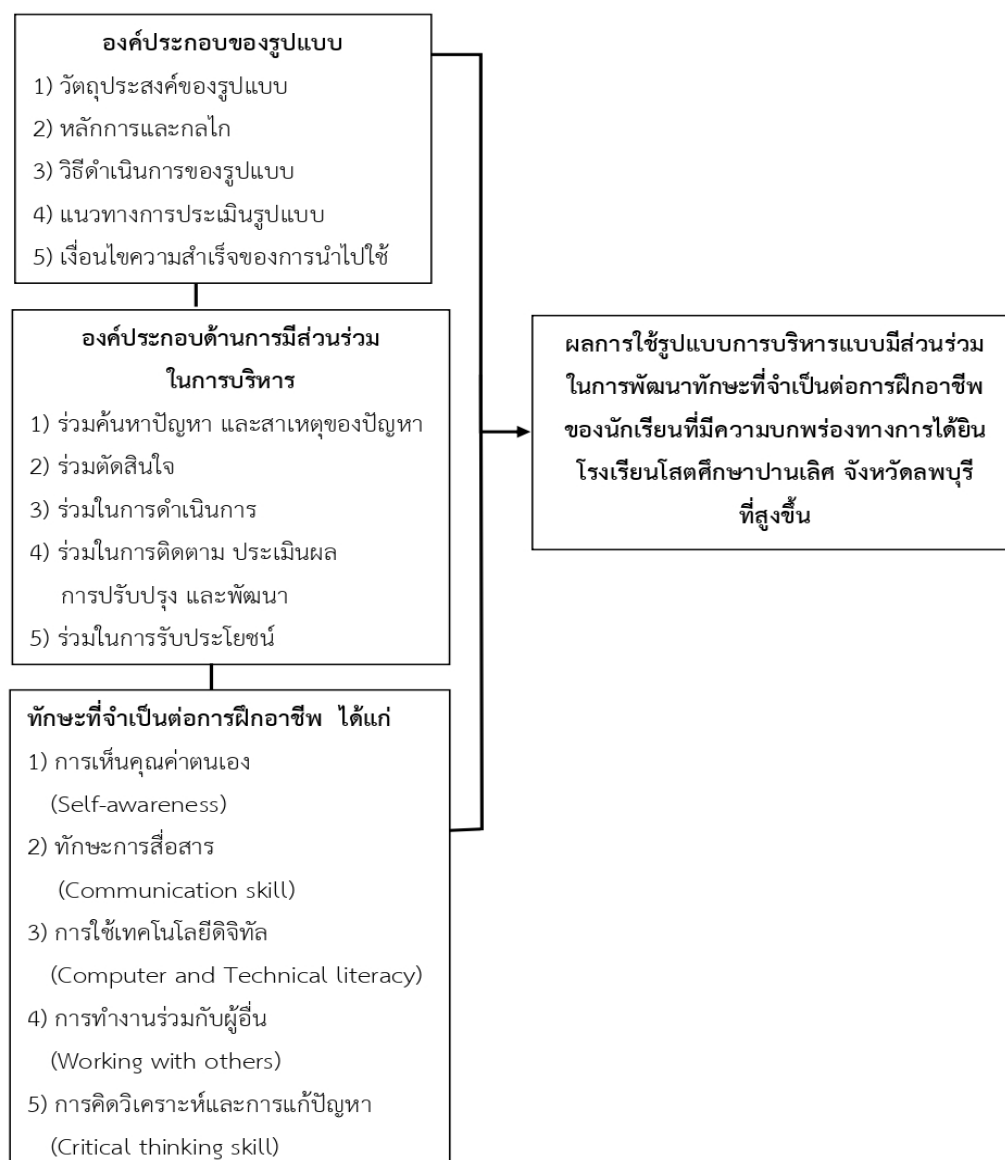 องค์ประกอบของรูปแบบ
1) วัตถุประสงค์ของรูปแบบ
2) หลักการและกลไก
3) วิธีดำเนินการของรูปแบบ
4) แนวทางการประเมินรูปแบบ
5) เงื่อนไขความสำเร็จของการนำไปใช้
องค์ประกอบด้านการมีส่วนร่วม
ในการบริหาร
1) ร่วมค้นหาปัญหา และสาเหตุของปัญหา
2) ร่วมตัดสินใจ
3) ร่วมในการดำเนินการ
4) ร่วมในการติดตาม ประเมินผล
การปรับปรุง และพัฒนา
5) ร่วมในการรับประโยชน์
ทักษะที่จำเป็นต่อการฝึกอาชีพ ได้แก่
1) การเห็นคุณค่าตนเอง
(Self-awareness)
2) ทักษะการสื่อสาร
(Communication skill)
3) การใช้เทคโนโลยีดิจิทัล
(Computer and Technical literacy)
4) การทำงานร่วมกับผู้อื่น
(Working with others)
5) การคิดวิเคราะห์และการแก้ปัญหา
(Critical thinking skill)
ผลการใช้รูปแบบการบริหารแบบมีส่วนร่วม
ในการพัฒนาทักษะที่จำเป็นต่อการฝึกอาชีพ
ของนักเรียนที่มีความบกพร่องทางการได้ยิน
โรงเรียนโสตศึกษาปานเลิศ จังหวัดลพบุรี
ที่สูงขึ้น